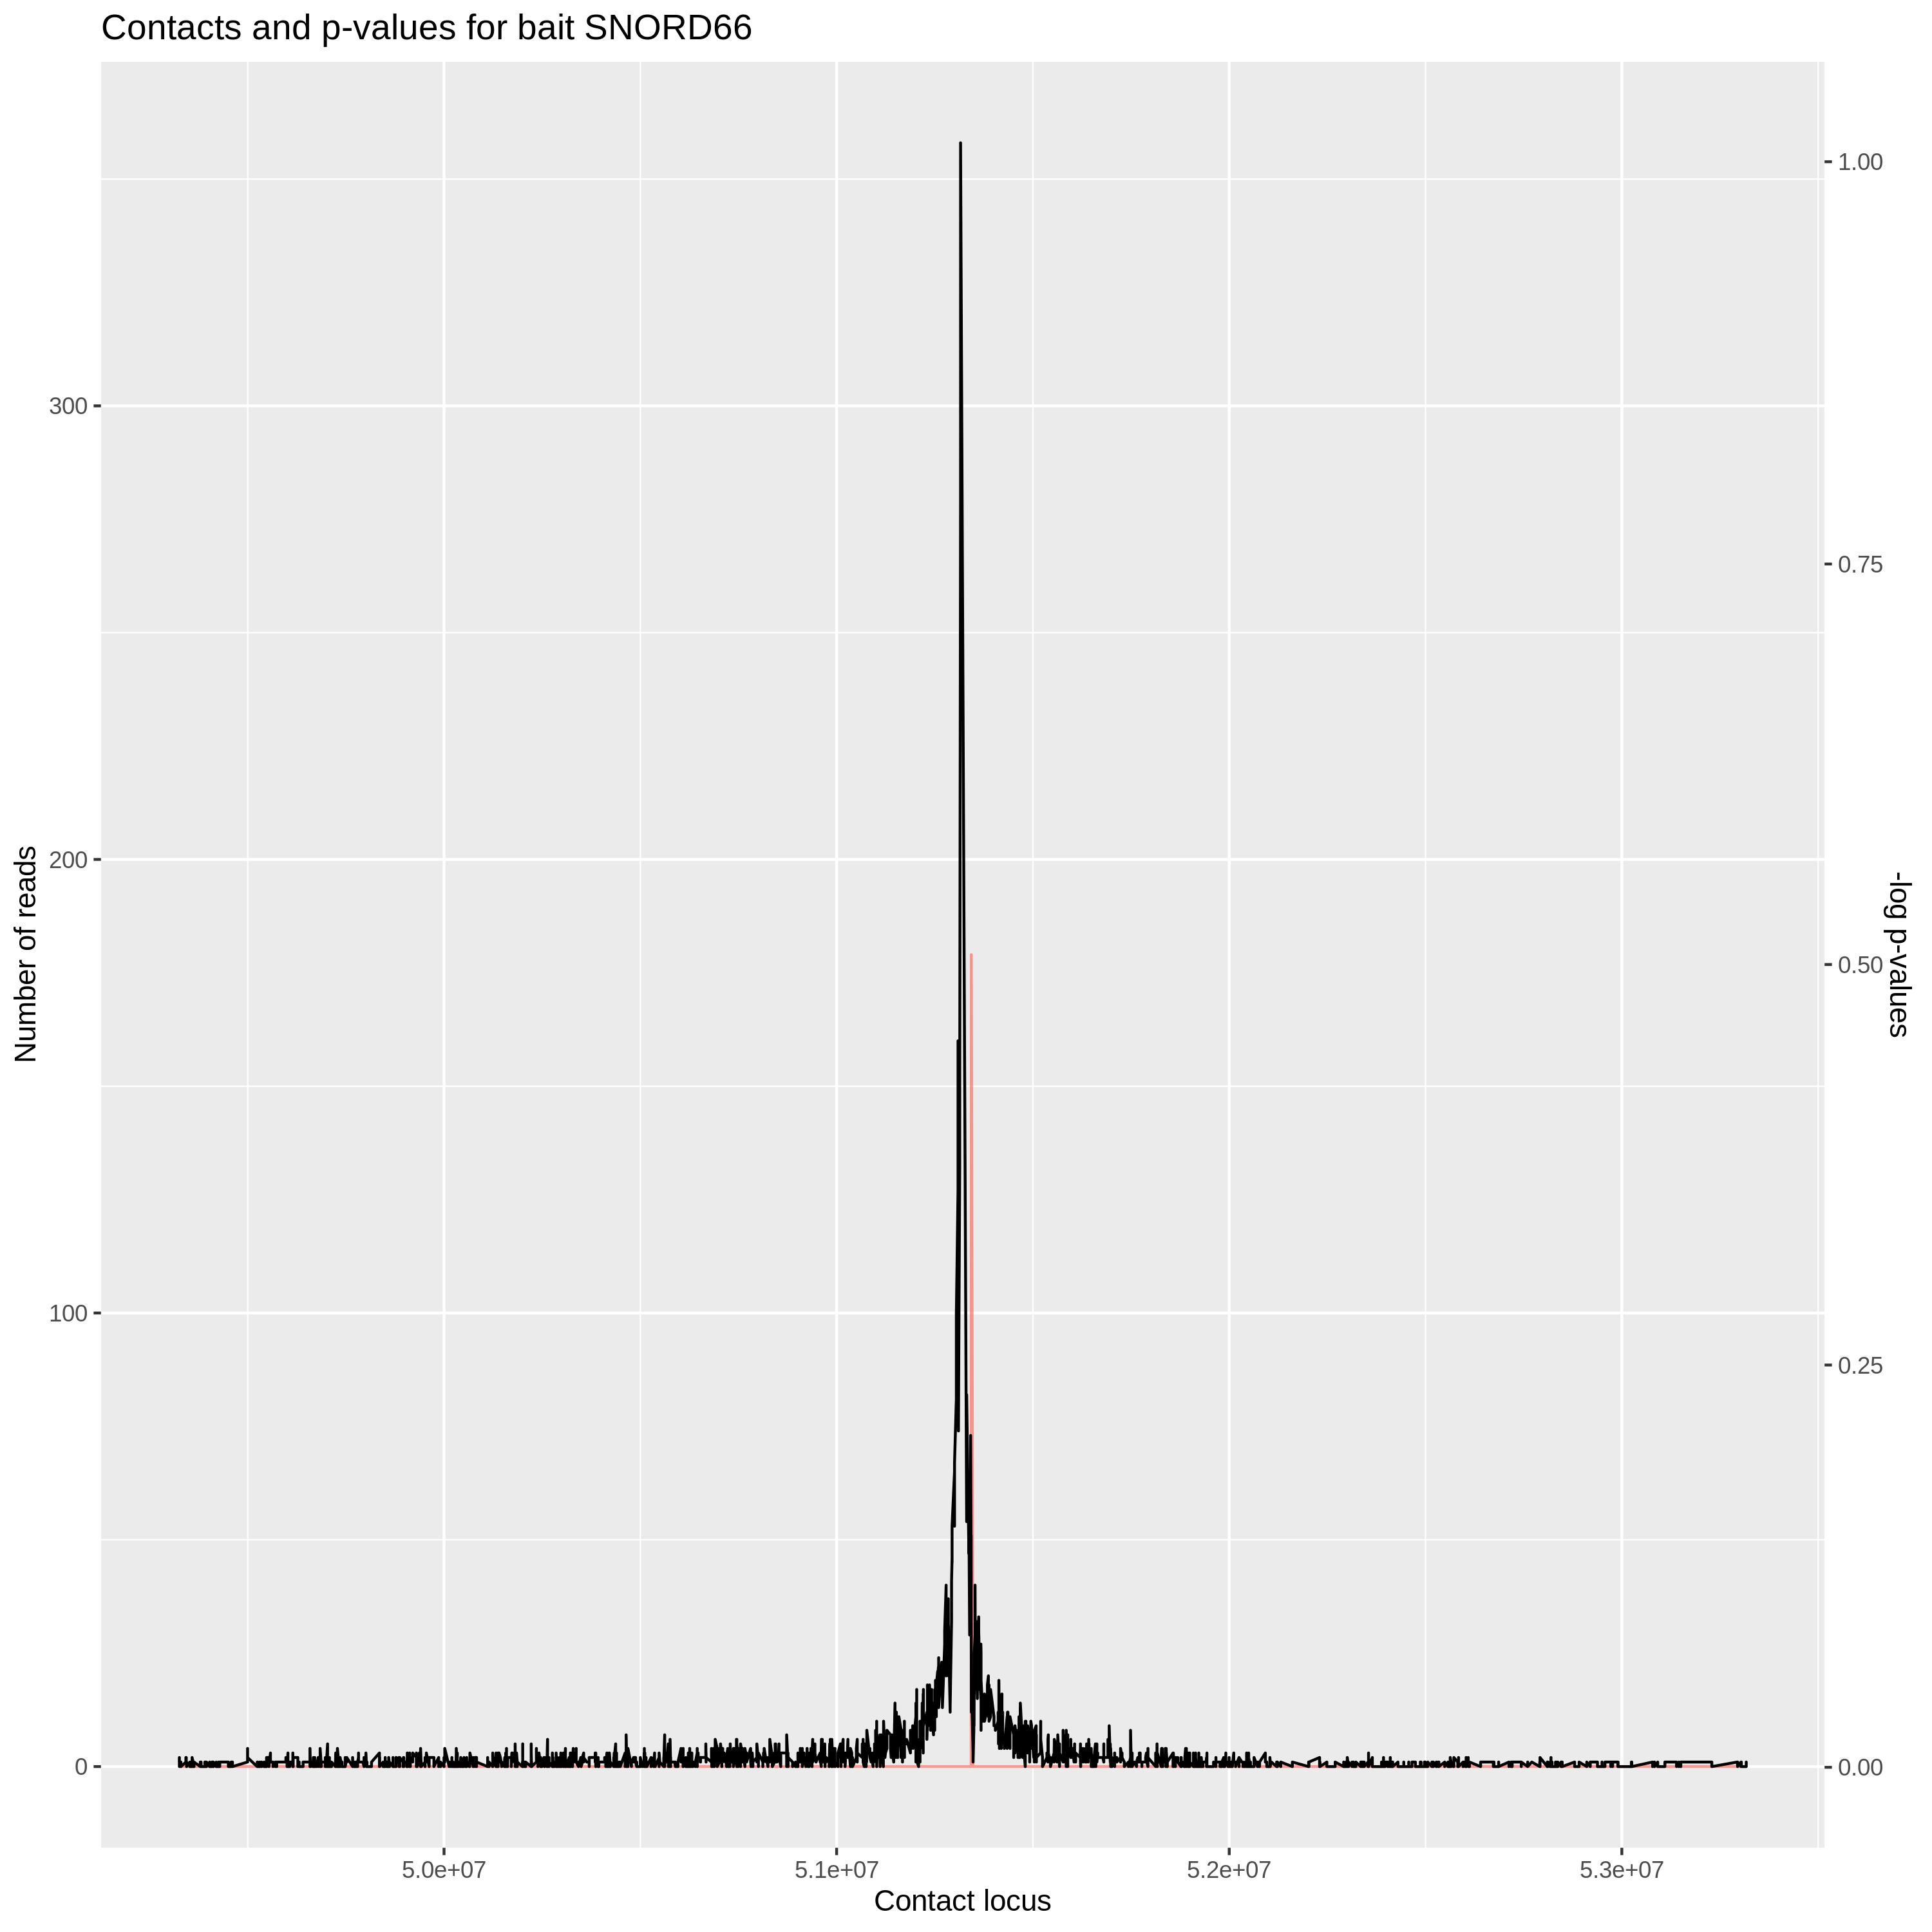 Contacts and p-values for bait SNORD66
300
200
100
0
Number of reads
1.00
0.75
0.50
0.25
0.00
-log p-values
5.0e+07
5.1e+07
5.2e+07
5.3e+07
Contact locus